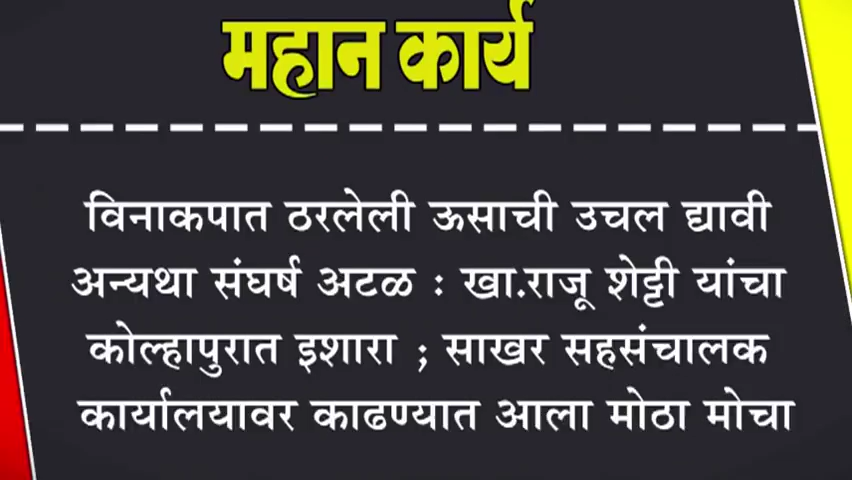 महान कार्य
विनाकपात ठरलेली ऊसाची उचल द्यावी
अन्यथा संघर्ष अटळ : खा.राजू शेट्टी यांचा
कोल्हापुरात इशारा ; साखर सहसंचालक
कार्यालयावर काढण्यात आला मोठा मोचा